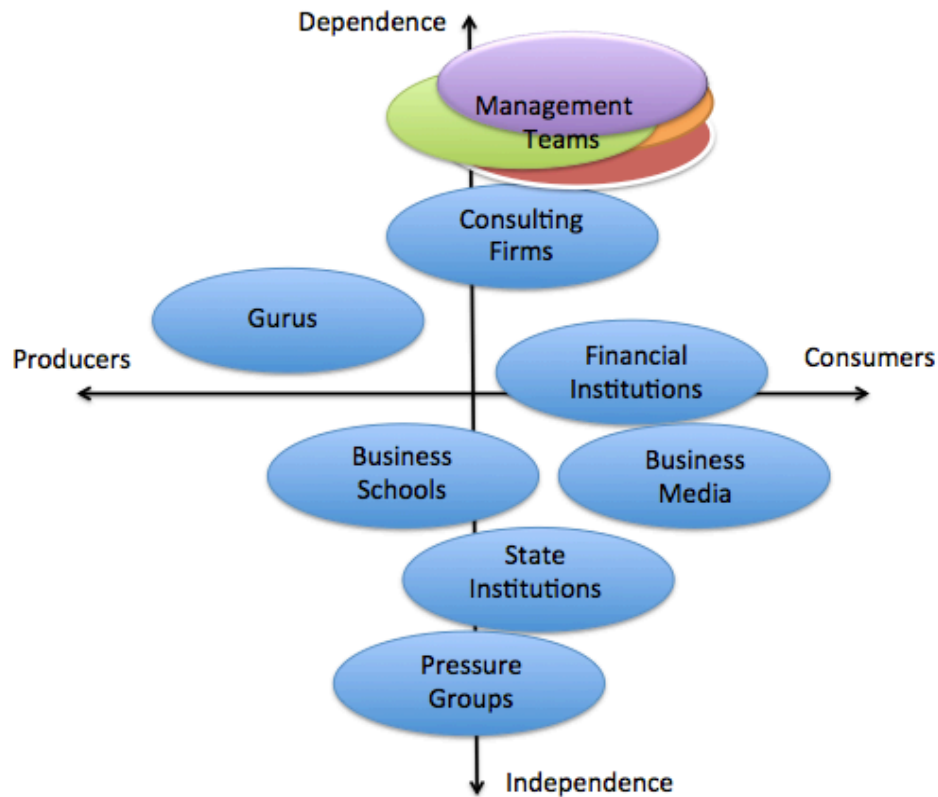 Dependence
Management
Teams
Consulting
Firms
Gurus
Producers
Financial
Institutions
Consumers
Business
Schools
Business
Media
State
Institutions
Pressure
Groups
Independence